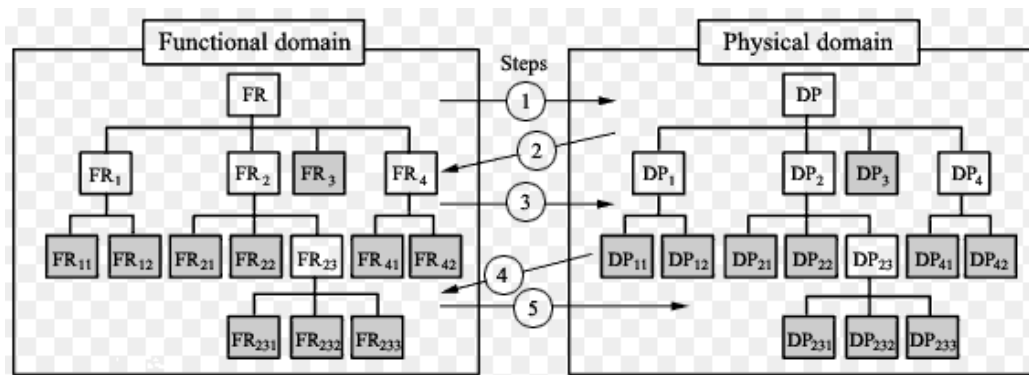 Functional domain
Physical domain
Steps
FR
1
DP
2
FR1 FR2 FR3 FR4
DP1 DP2 DP3 DP4
3
FR11 FR12 FR21 FR22 FR23 FR41 FR42
DP11 DP12 DP21 DP22 DP23 DP41 DP42
4
5
FR231 FR232 FR233
DP231 DP232 DP233